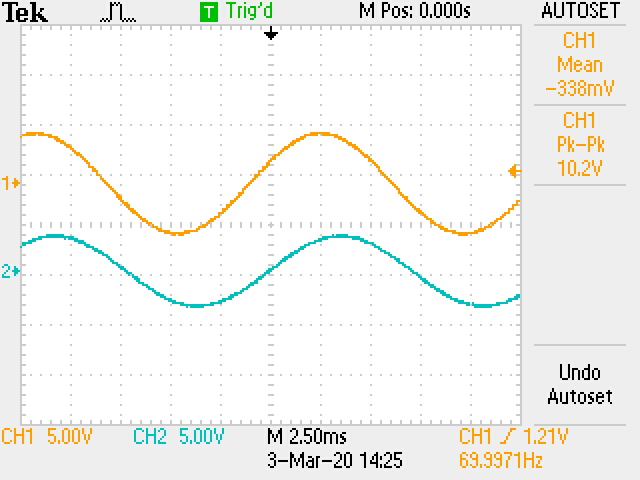 Tek T Trig'd M Pos: 0.000s AUTOSET
CH1
Mean
-338mV
CH1
Pk-Pk
10.2V
1
2
Undo
Autoset
CH1 5.00V CH2 5.00V M 2.50ms CH1 1.21V
3-Mar-20 14:25 69.9971Hz